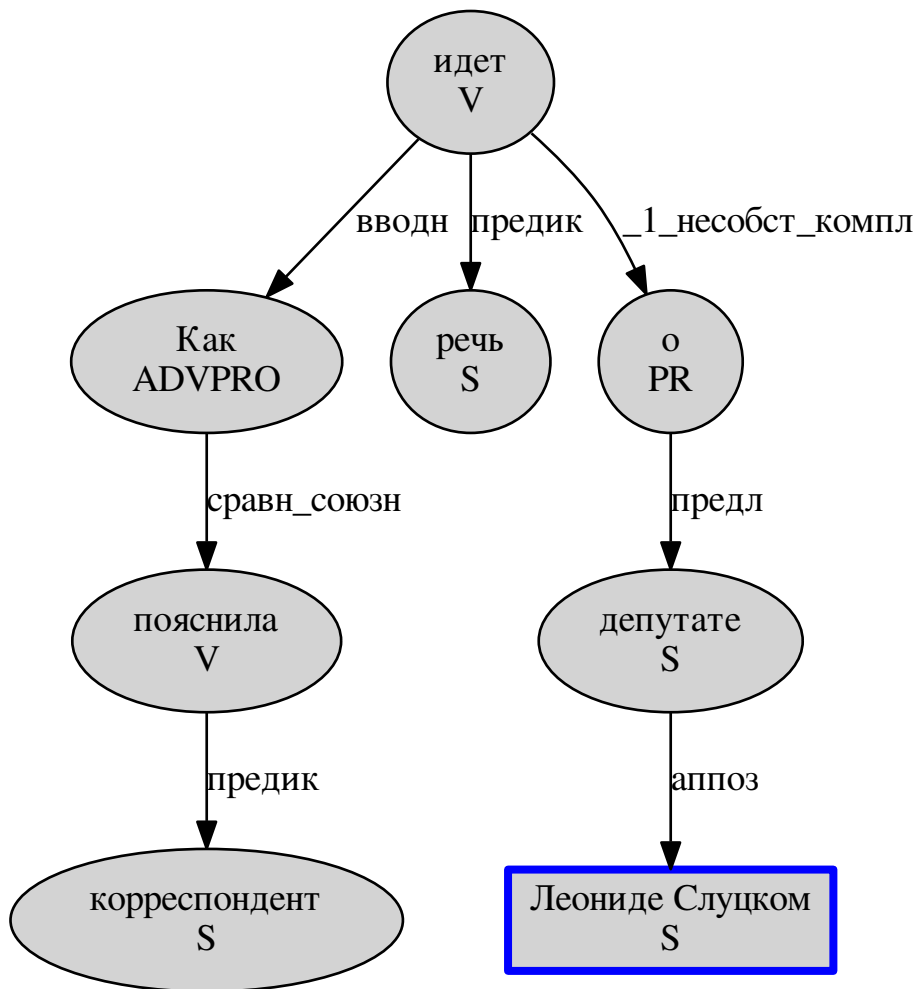 идет
V
вводн
предик
_1_несобст_компл
Как
ADVPRO
речь
S
о
PR
сравн_союзн
предл
пояснила
V
депутате
S
предик
аппоз
корреспондент
S
Леониде Слуцком
S